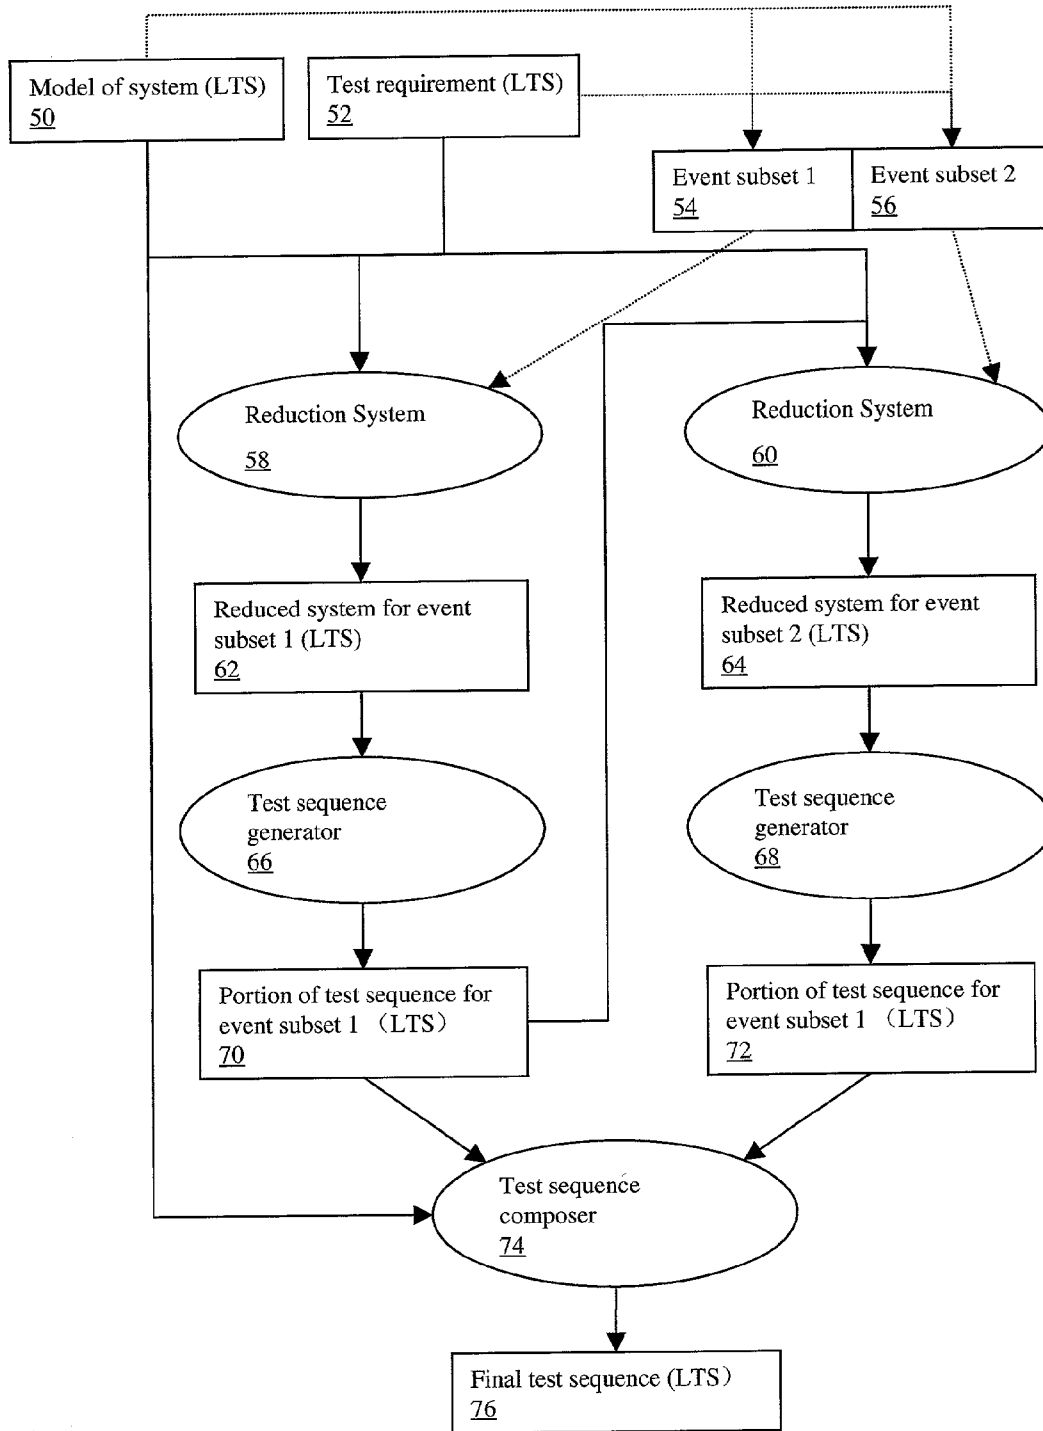 Model of system (LTS)
50
Test requirement (LTS)
52
Event subset 1
54
Event subset 2
56
Reduction System
58
Reduction System
60
Reduced system for event
subset 1 (LTS)
62
Reduced system for event
subset 2 (LTS)
64
Test sequence
generator
66
Test sequence
generator
68
Portion of test sequence for
event subset 1 （LTS）
70
Portion of test sequence for
event subset 1 （LTS）
72
Test sequence
composer
74
Final test sequence (LTS）
76